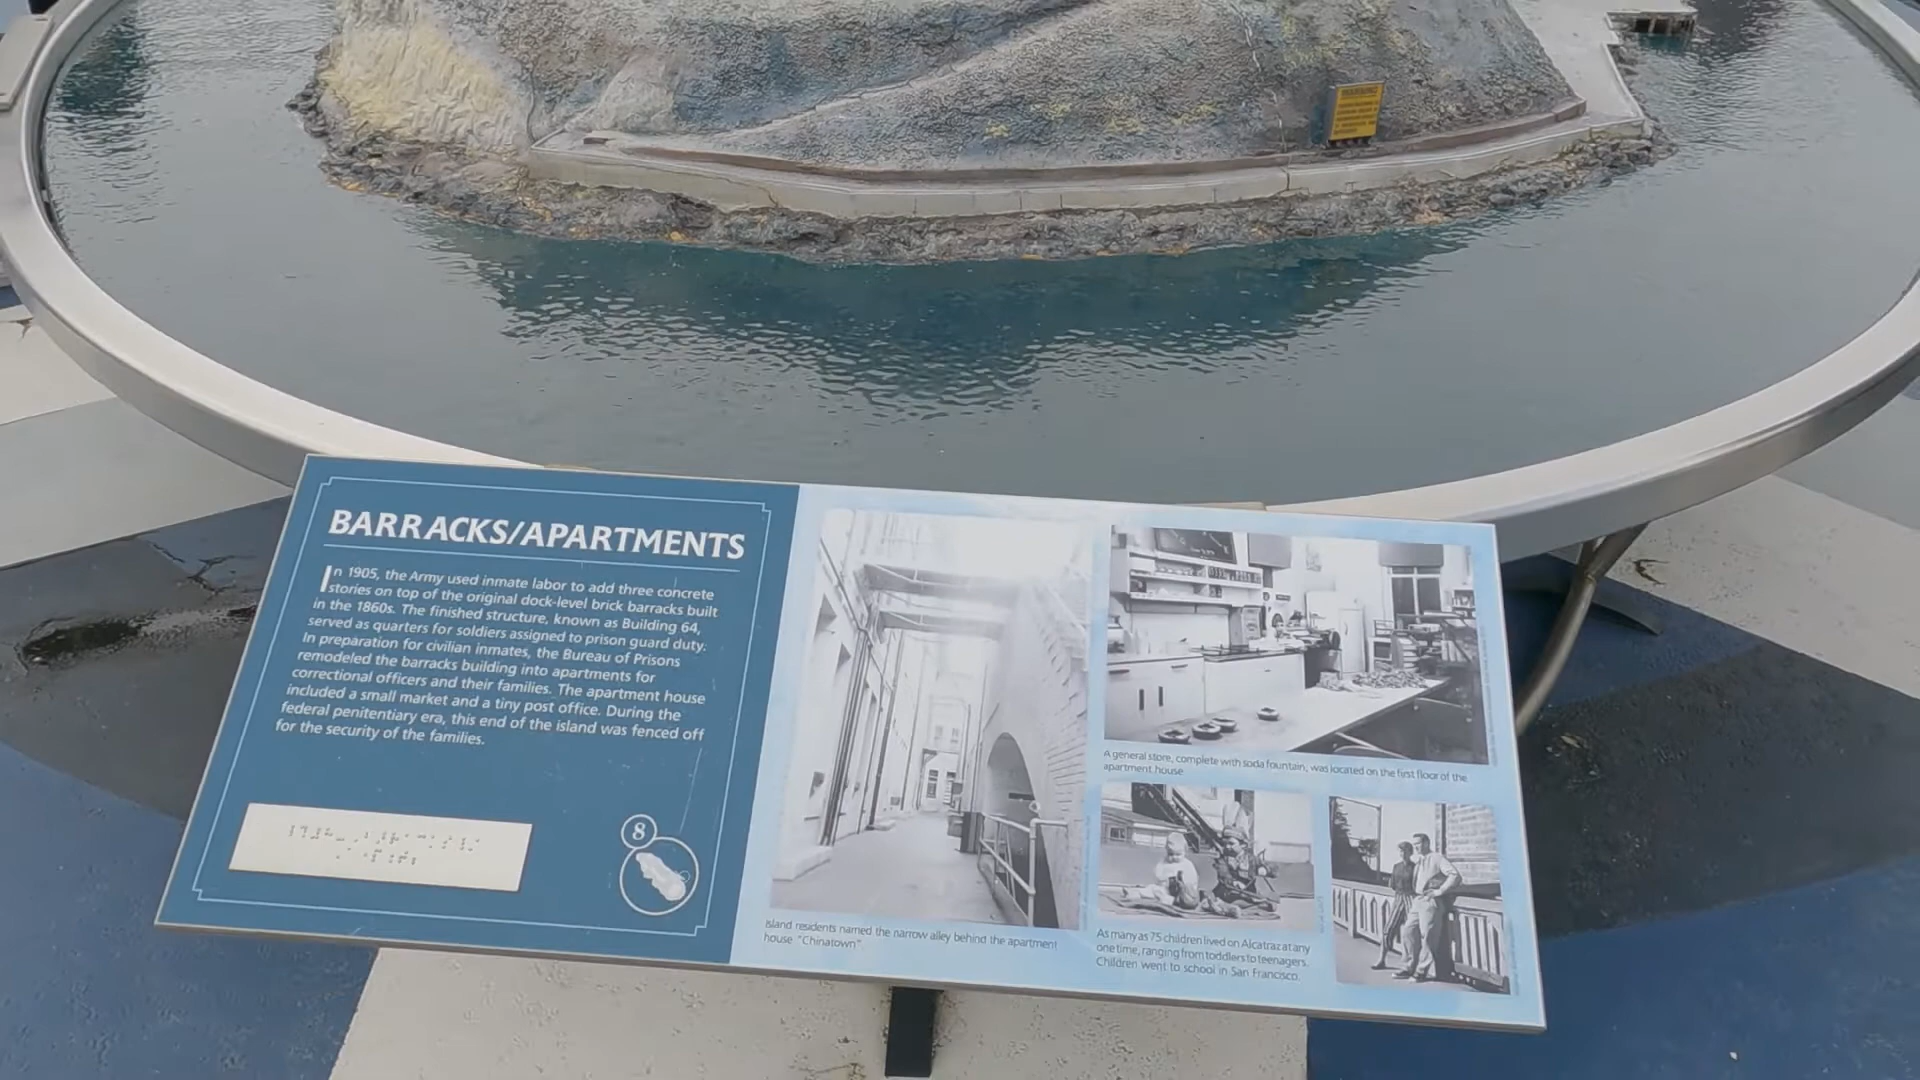 WARNING
BARRACKS/APARTMENTS
In 1905, the Army used inmate labor to add three concrete
stories on top of the original dock-level brick barracks built
in the 1860s. The finished structure, known as Building 64,
served as quarters for soldiers assigned to prison guard duty.
In preparation for civilian inmates, the Bureau of Prisons
remodeled the barracks building into apartments for
correctional officers and their families. The apartment house
included a small market and a tiny post office. During the
federal penitentiary era, this end of the island was fenced off
for the security of the families.
8
Island residents named the narrow alley behind the apartment
house "Chinatown".
A general store, complete with soda fountain, was located on the first floor of the
apartment house
As many as 75 children lived on Alcatraz at any
one time, ranging from toddlers to teenagers.
Children went to school in San Francisco.